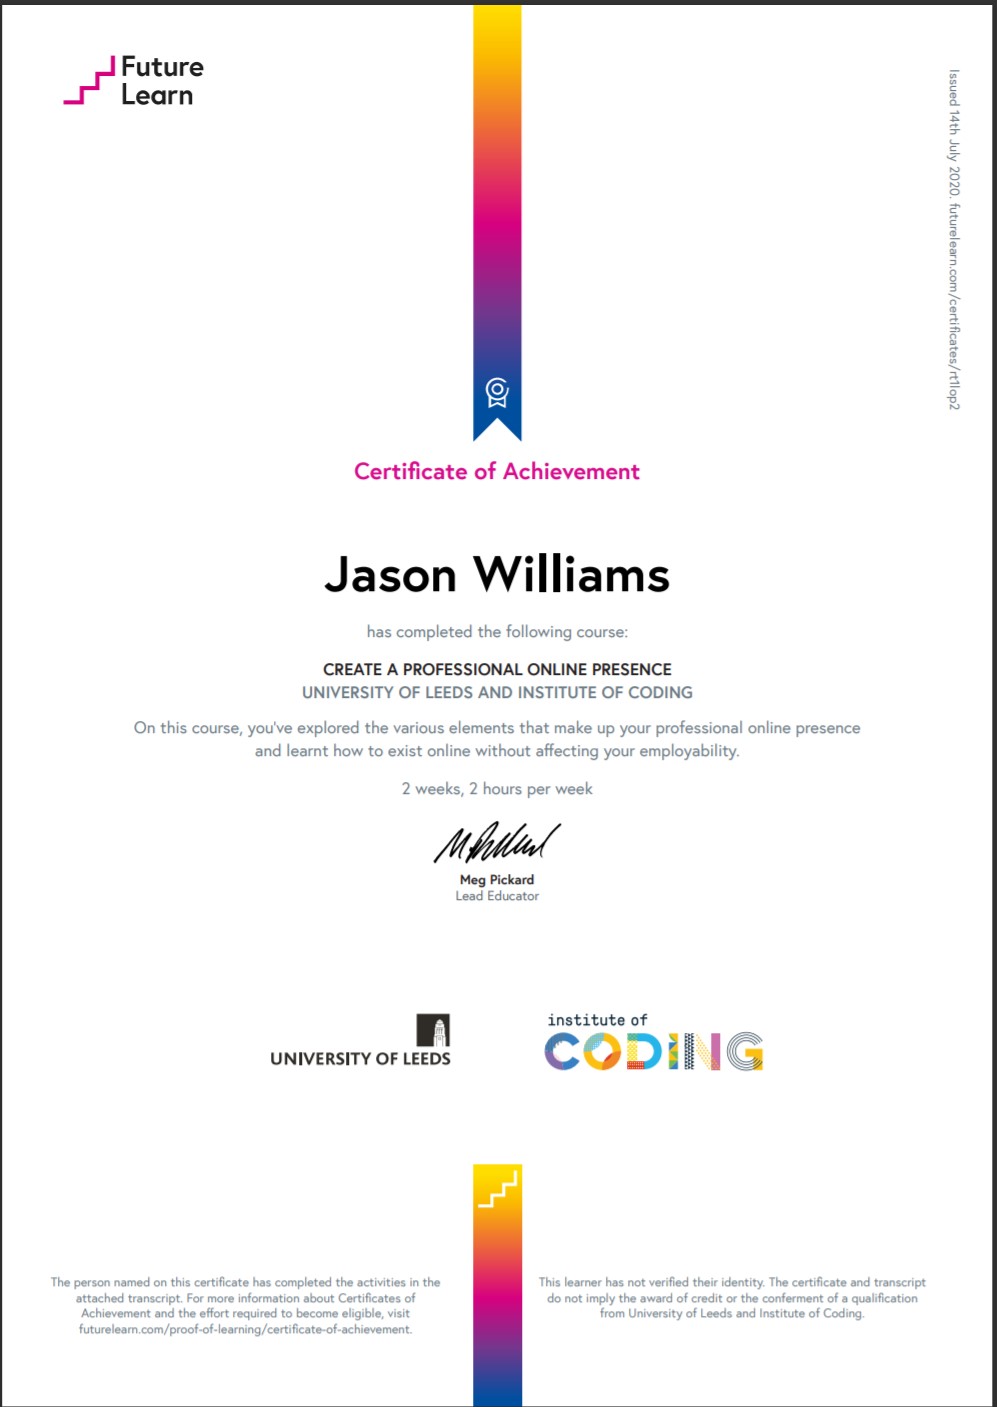 Future
Learn
Issued 14th July 2020. futurelearn.com/certificates/rt1lop2
Certificate of Achievement
Jason Williams
has completed the following course:
CREATE A PROFESSIONAL ONLINE PRESENCE
UNIVERSITY OF LEEDS AND INSTITUTE OF CODING
On this course, you've explored the various elements that make up your professional online presence
and learnt how to exist online without affecting your employability.
2 weeks, 2 hours per week
Meg Pickard
Lead Educator
UNIVERSITY OF LEEDS
institute of
CODING
The person named on this certificate has completed the activities in the
attached transcript. For more information about Certificates of
Achievement and the effort required to become eligible, visit
futurelearn.com/proof-of-learning/certificate-of-achievement.
This learner has not verified their identity. The certificate and transcript
do not imply the award of credit or the conferment of a qualification
from University of Leeds and Institute of Coding.